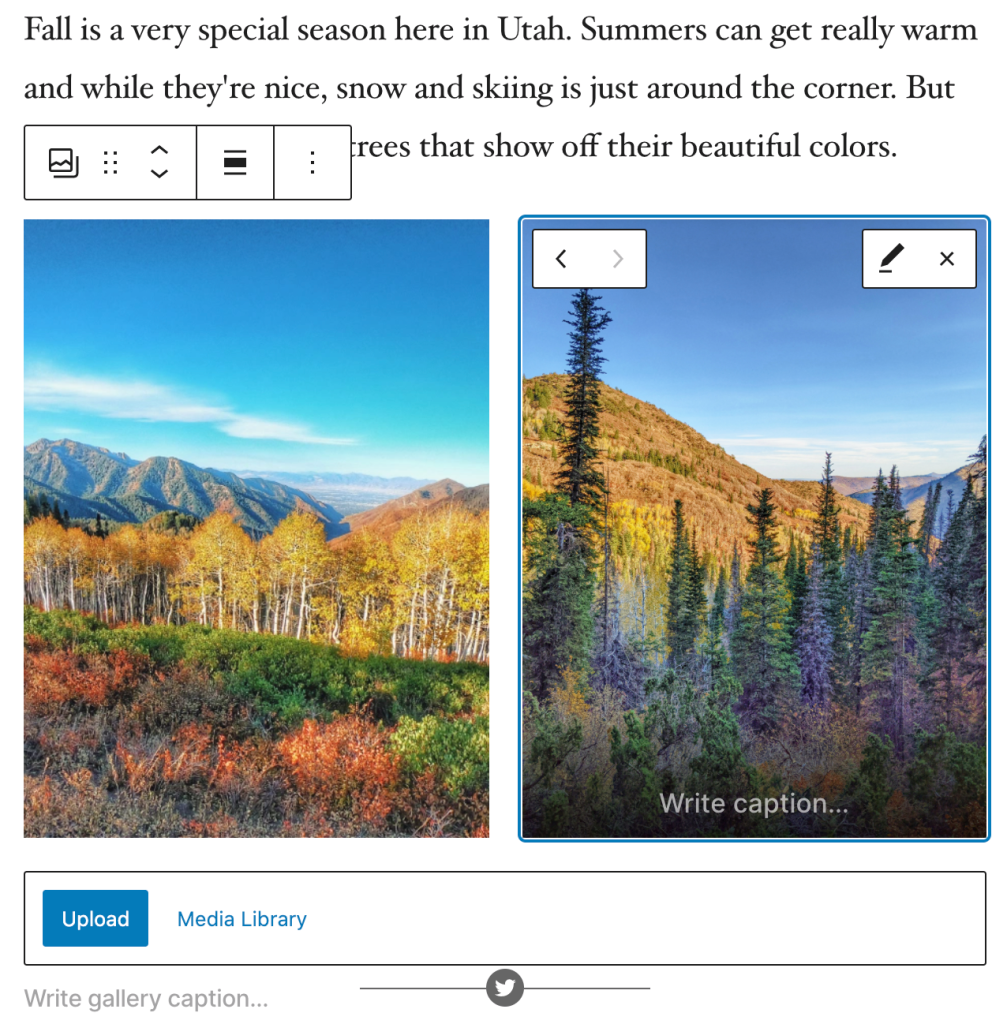 Fall is a very special season here in Utah. Summers can get really warm
and while they're nice, snow and skiing is just around the corner. But
trees that show off their beautiful colors.
Write caption...
Upload Media Library
Write gallery caption...